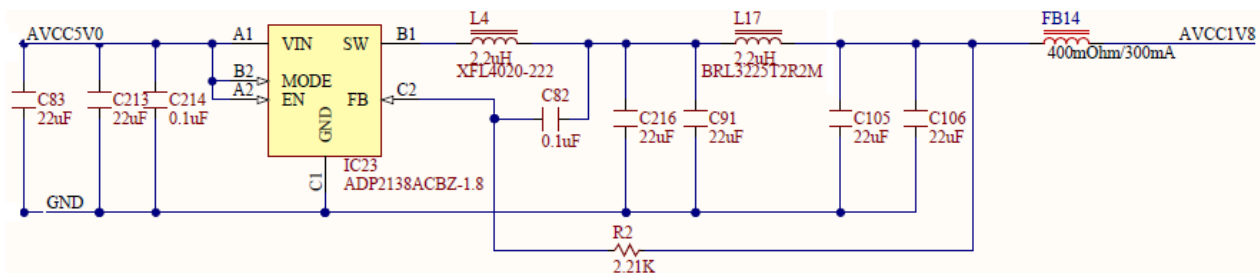 L4
L17
FB14
AVCC5V0
A1
VIN
SW
B1
AVCC1V8
2.2uH
XFL4020-222
2.2uH
BRL3225T2R2M
400mOhm/300mA
B2
MODE
A2
EN
FB
C2
GND
C83
22uF
C213
22uF
C214
0.1uF
C82
0.1uF
C216
22uF
C91
22uF
C105
22uF
C106
22uF
C1
IC23
ADP2138ACBZ-1.8
GND
R2
2.21K